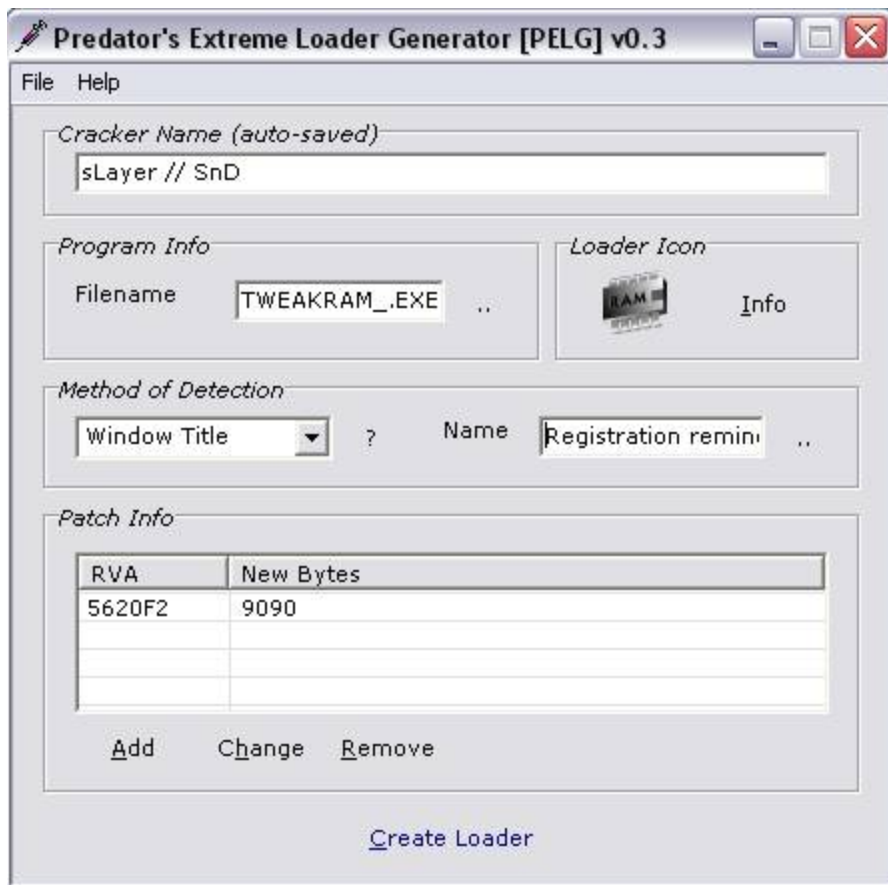 Predator's Extreme Loader Generator [PELG] v0.3
File Help
Cracker Name (auto-saved)
sLayer // SnD
Program Info
Loader Icon
Filename TWEAKRAM_.EXE ..
RAM
Info
Method of Detection
Window Title ? Name Registration remin ..
Patch Info
RVA New Bytes
5620F2 9090
Add Change Remove
Create Loader